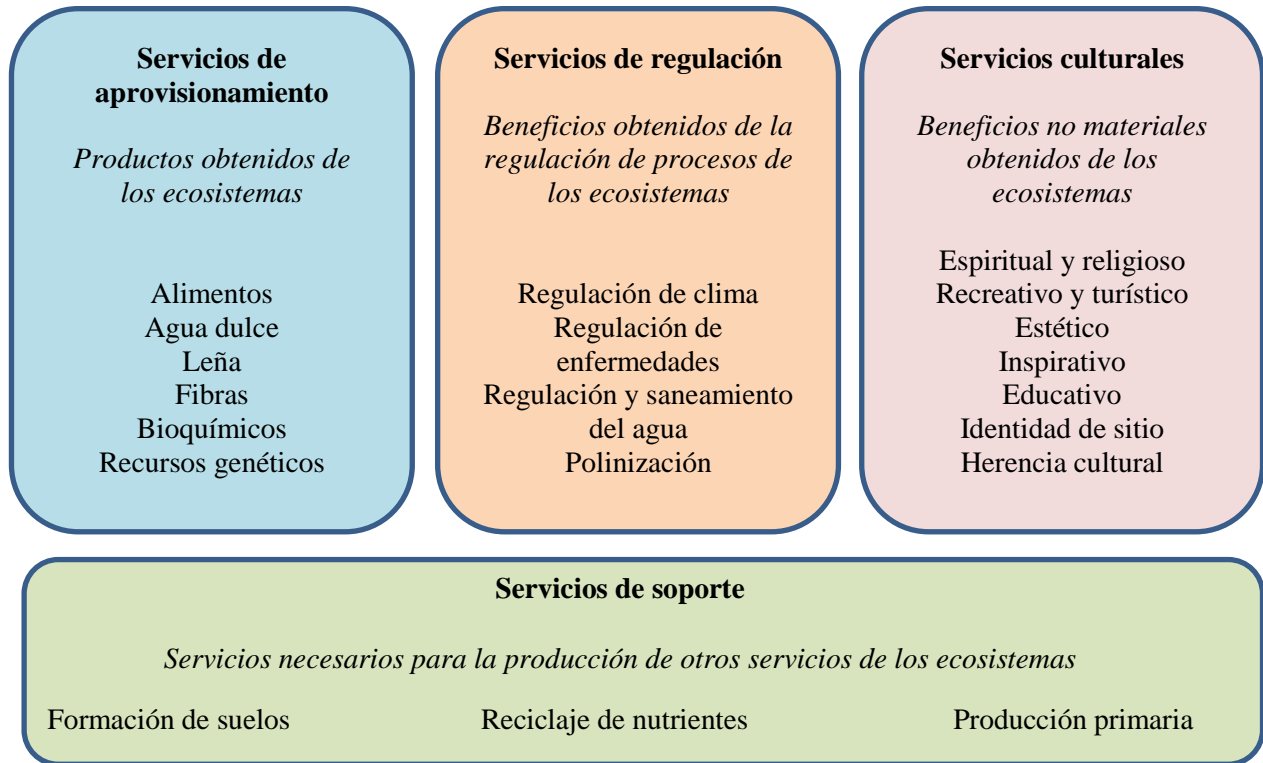 Servicios de
aprovisionamiento
Productos obtenidos de
los ecosistemas
Alimentos
Agua dulce
Leña
Fibras
Bioquímicos
Recursos genéticos
Servicios de regulación
Beneficios obtenidos de la
regulación de procesos de
los ecosistemas
Regulación de clima
Regulación de
enfermedades
Regulación y saneamiento
del agua
Polinización
Servicios culturales
Beneficios no materiales
obtenidos de los
ecosistemas
Espiritual y religioso
Recreativo y turístico
Estético
Inspirativo
Educativo
Identidad de sitio
Herencia cultural
Servicios de soporte
Servicios necesarios para la producción de otros servicios de los ecosistemas
Formación de suelos
Reciclaje de nutrientes
Producción primaria